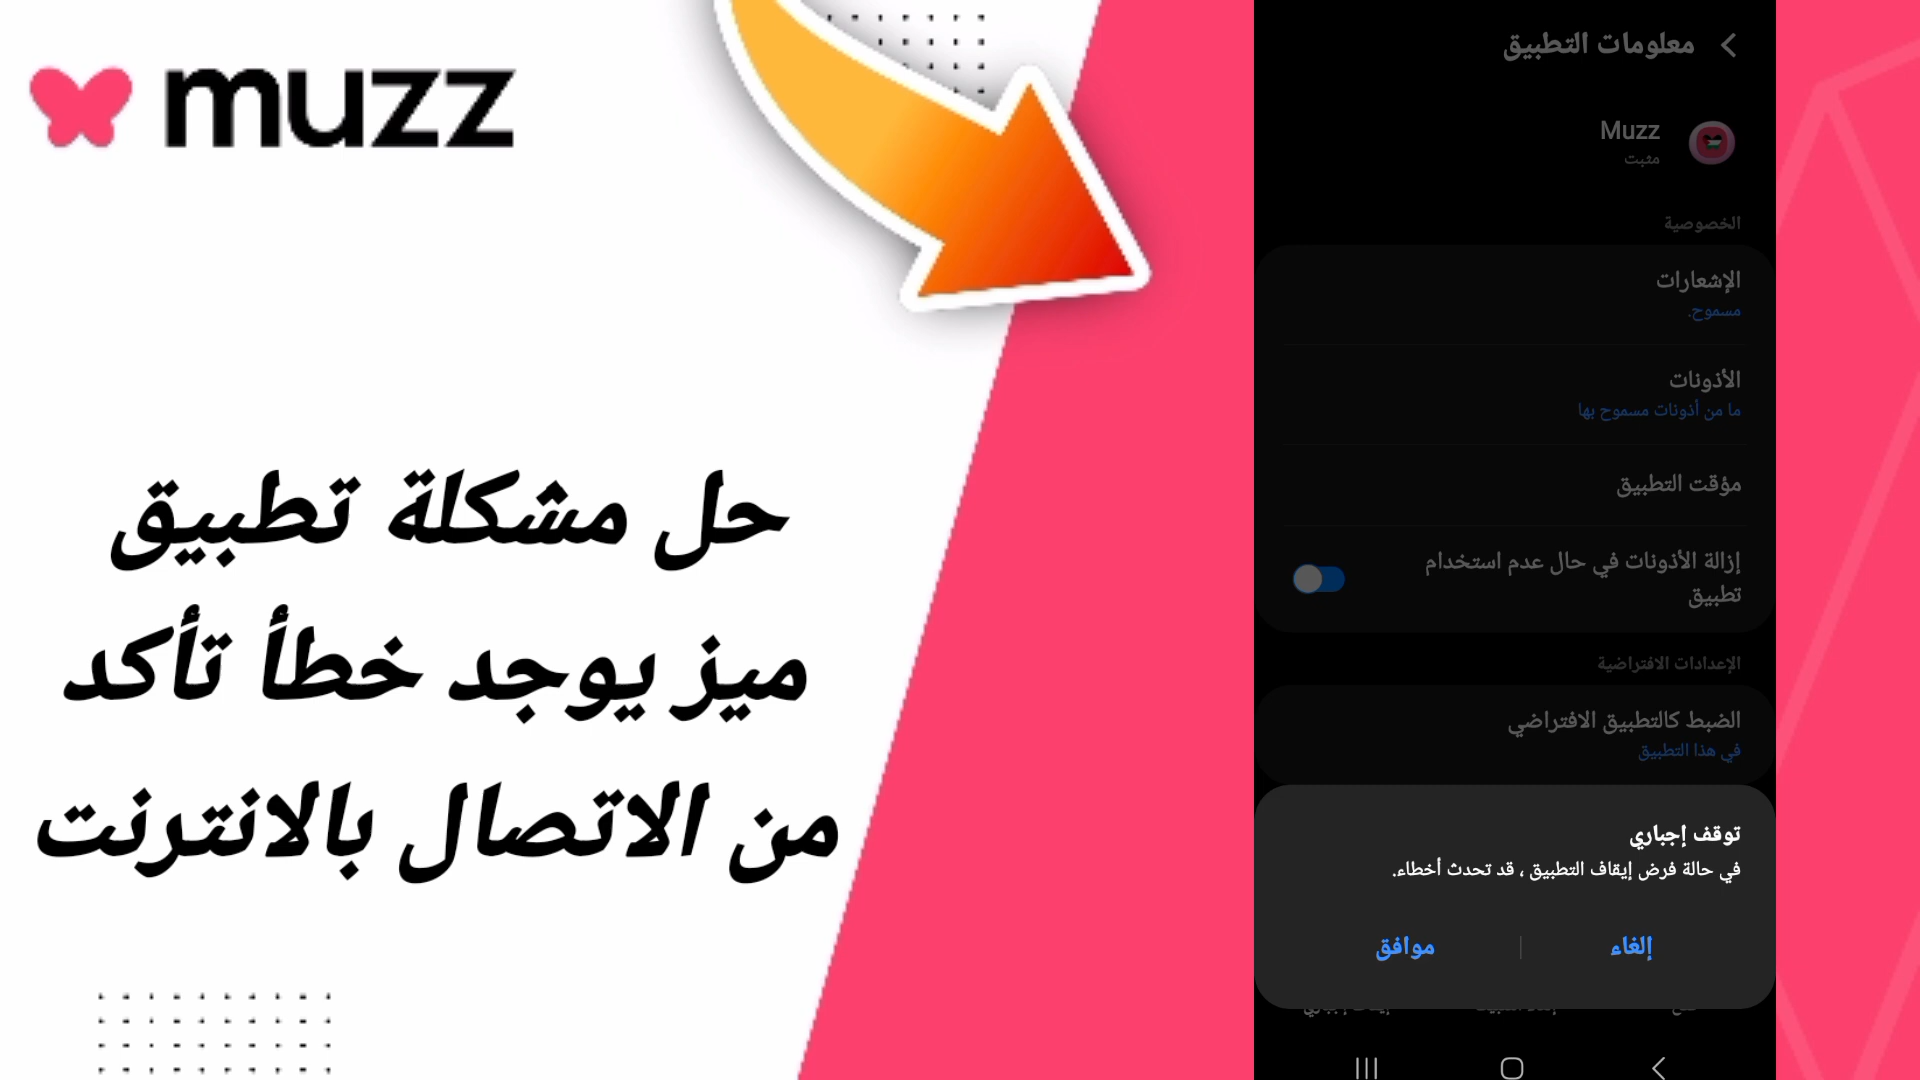 muzz
حل مشكلة تطبيق
ميز يوجد خطأ تأكد
من الاتصال بالانترنت
معلومات التطبيق
Muzz
مثبت
الخصوصية
الإشعارات
مسموح.
الأذونات
ما من أذونات مسموح بها
مؤقت التطبيق
إزالة الأذونات في حال عدم استخدام
تطبيق
الإعدادات الافتراضية
الضبط كالتطبيق الافتراضي
في هذا التطبيق
توقف إجباري
في حالة فرض إيقاف التطبيق ، قد تحدث أخطاء.
إلغاء
موافق